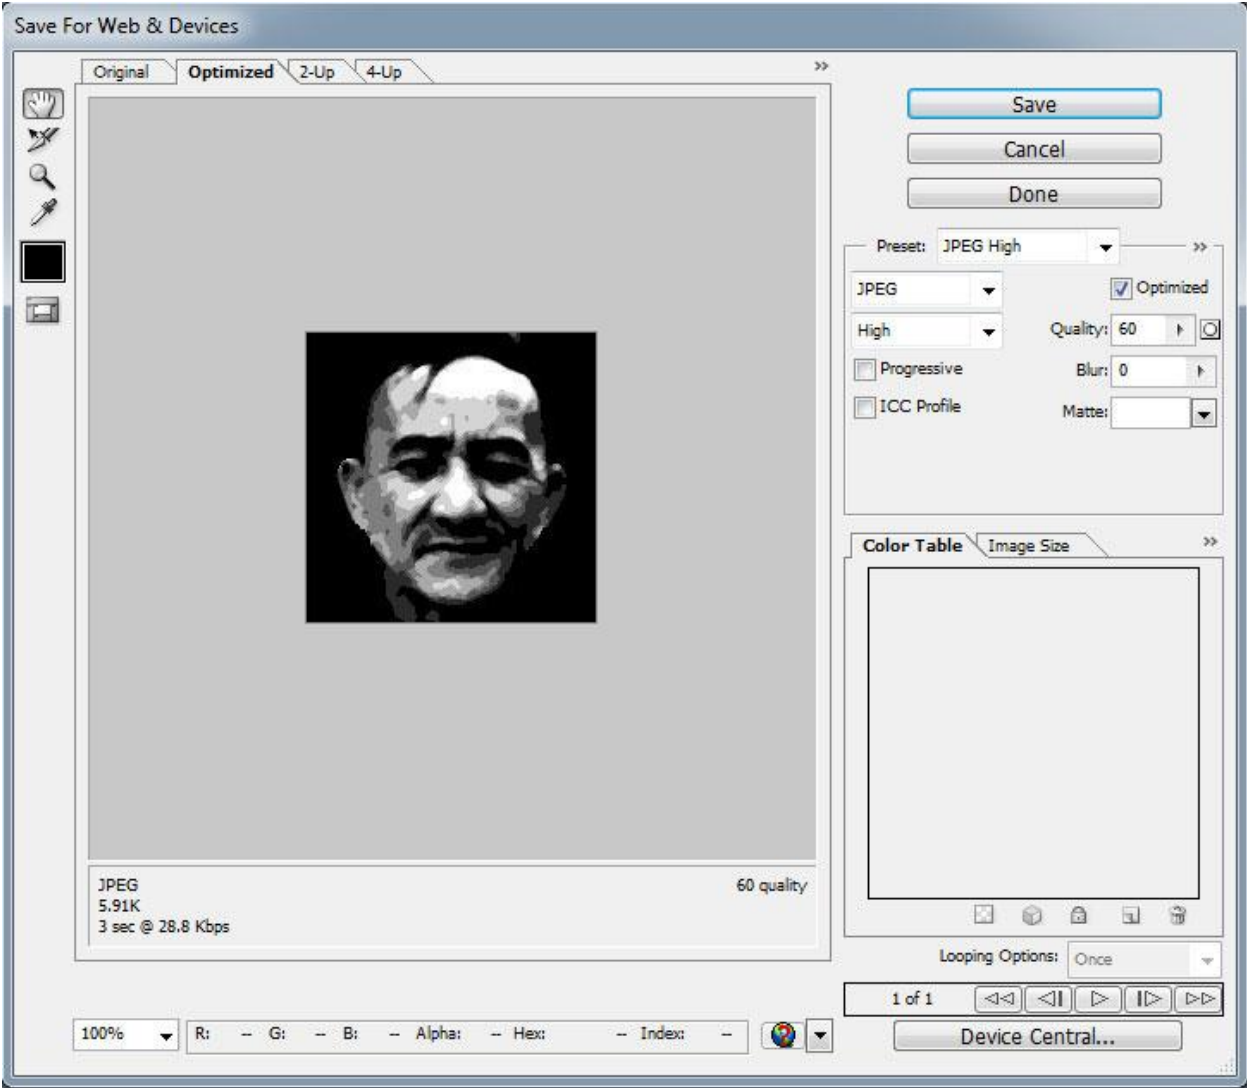 Save For Web & Devices
Original
Optimized
2-Up
4-Up
Save
Cancel
Done
Preset: JPEG High
JPEG
Optimized
High
Quality: 60
Progressive
Blur: 0
ICC Profile
Matte:
Color Table
Image Size
JPEG
60 quality
5.91K
3 sec @ 28.8 Kbps
Looping Options: Once
1 of 1
100%
R: -- G: -- B: -- Alpha: -- Hex: -- Index: --
Device Central...